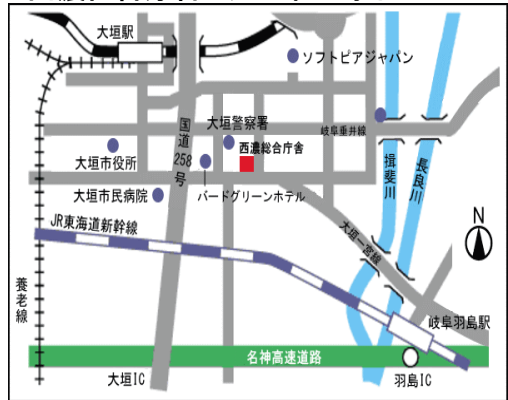 大垣駅
ソフトピアジャパン
国道258号
大垣警察署
岐阜垂井線
西濃総合庁舎
大垣市役所
揖斐川
長良川
大垣市民病院
バードグリーンホテル
N
JR東海道新幹線
大垣一宮線
養老線
岐阜羽島駅
名神高速道路
大垣IC
羽島IC